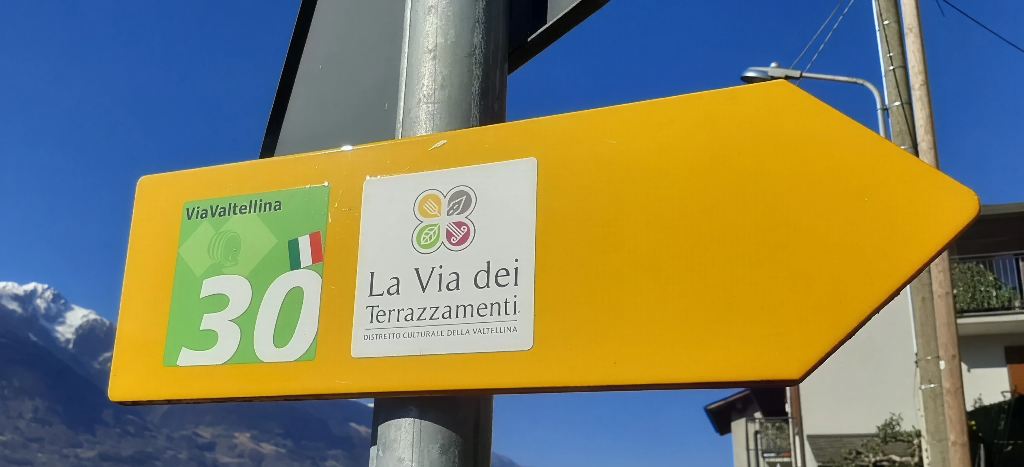 ViaValtellina
30
La Via dei
Terrazzamenti
DISTRETTO CULTURALE DELLA VALTELLINA